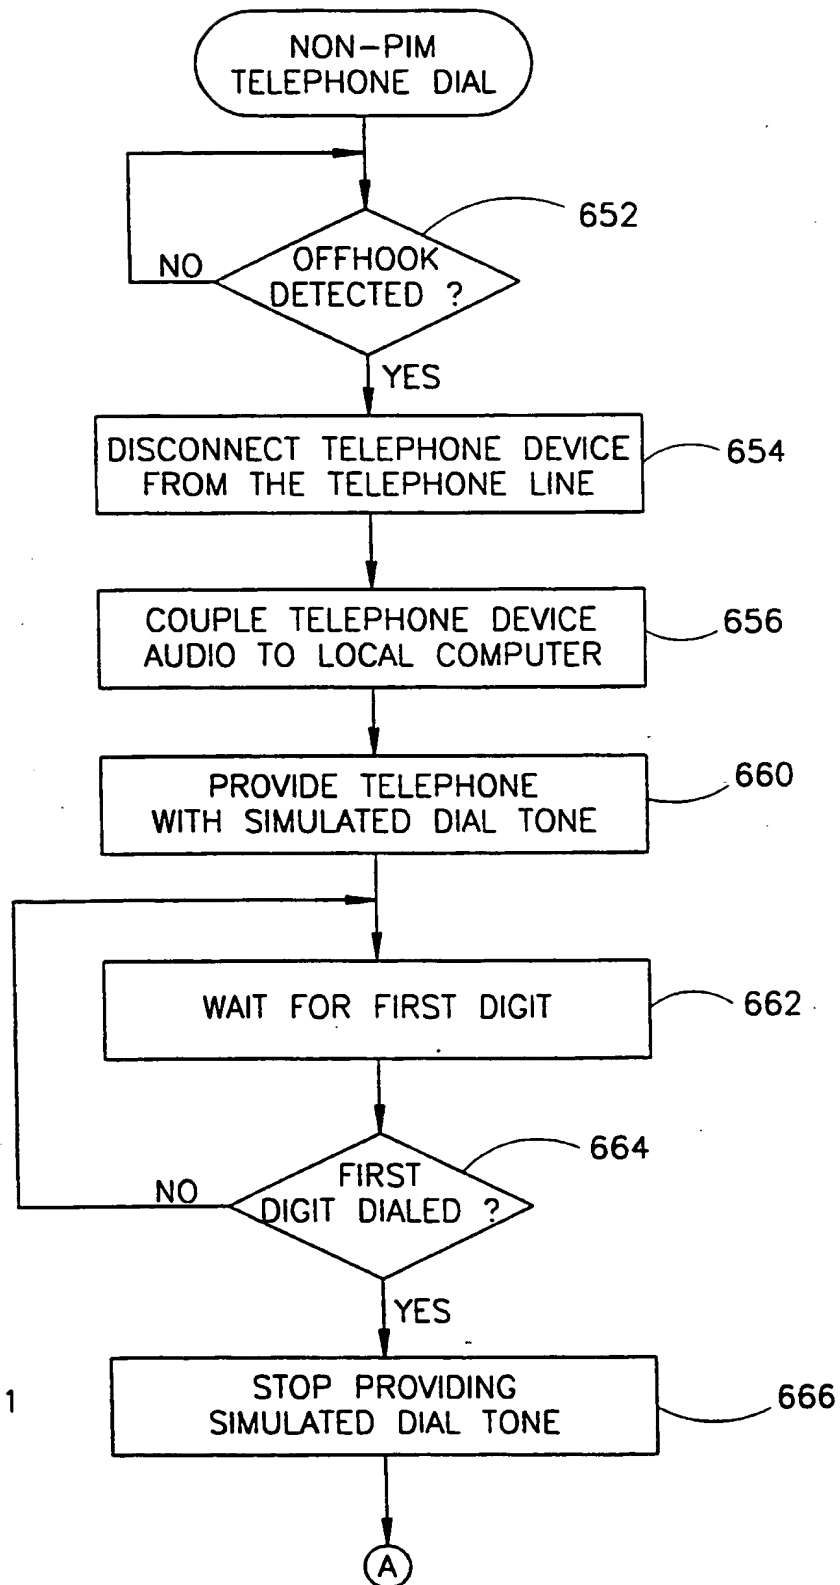 NON-PIM
TELEPHONE DIAL
652
OFFHOOK
DETECTED ?
NO
YES
DISCONNECT TELEPHONE DEVICE
FROM THE TELEPHONE LINE
654
COUPLE TELEPHONE DEVICE
AUDIO TO LOCAL COMPUTER
656
PROVIDE TELEPHONE
WITH SIMULATED DIAL TONE
660
WAIT FOR FIRST DIGIT
662
664
FIRST
DIGIT DIALED ?
NO
YES
STOP PROVIDING
SIMULATED DIAL TONE
666
1
A